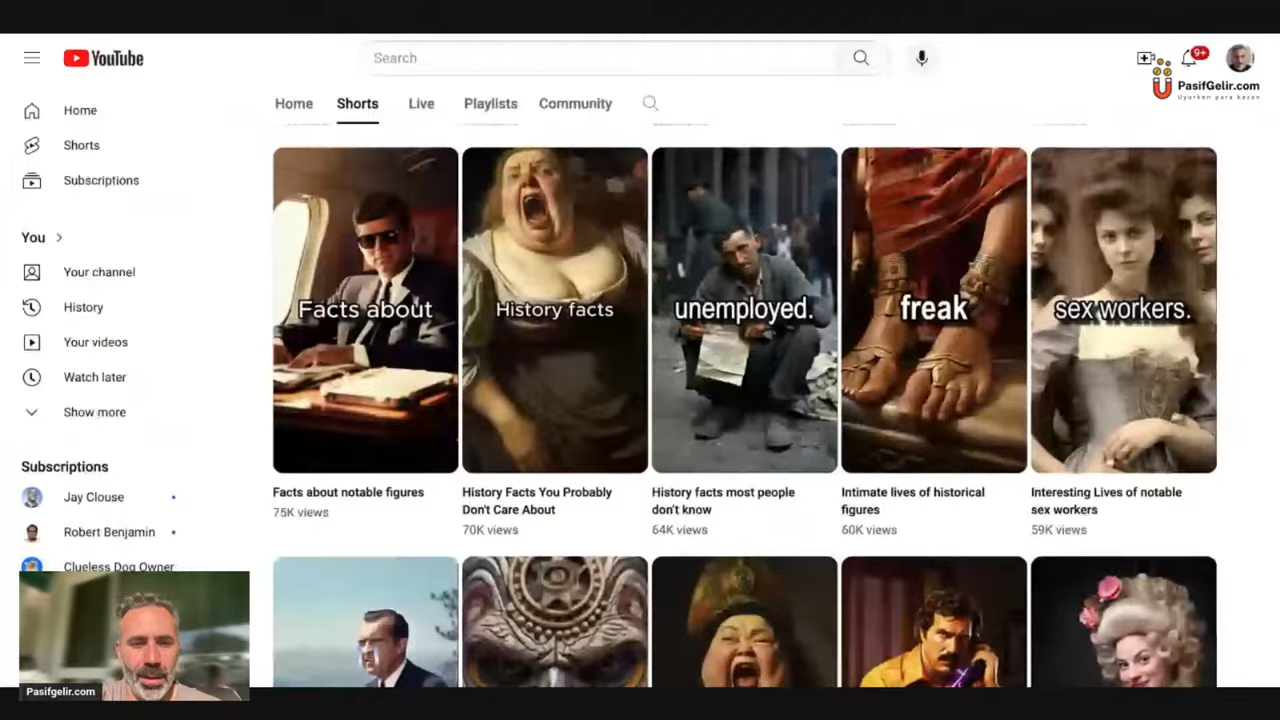 YouTube
Search
9+
PasifGelir.com
Uyurken para kazan
Home
Shorts
Live
Playlists
Community
Home
Shorts
Subscriptions
You
Your channel
History
Your videos
Watch later
Show more
Subscriptions
Jay Clouse
Robert Benjamin
Clueless Dog Owner
Pasifgelir.com
Facts about
History facts
unemployed.
freak
sex workers.
Facts about notable figures
75K views
History Facts You Probably
Don't Care About
70K views
History facts most people
don't know
64K views
Intimate lives of historical
figures
60K views
Interesting Lives of notable
sex workers
59K views